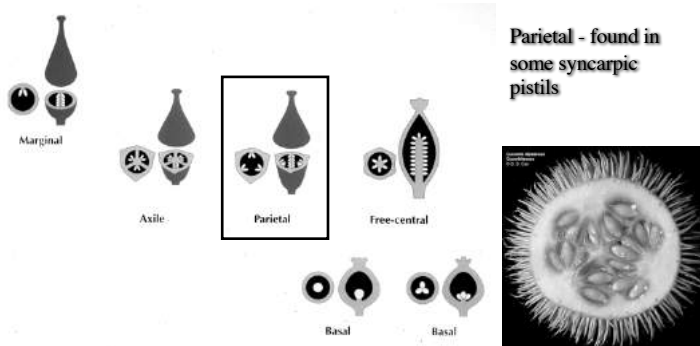 Parietal - found in
some syncarpic
pistils
Marginal
Axile
Parietal
Free-central
Basal
Basal